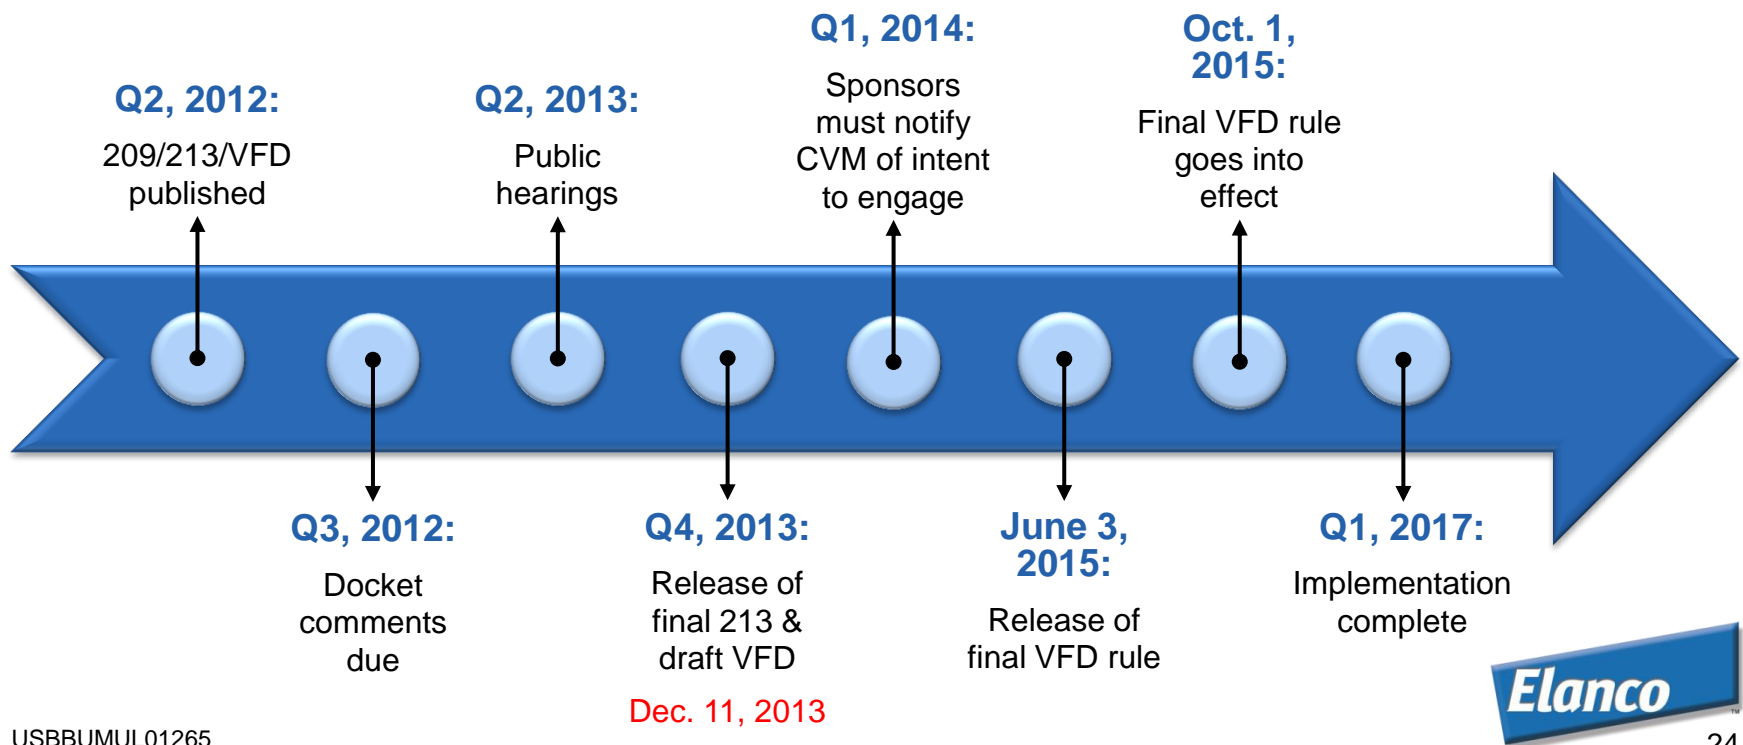 Q2, 2012:
209/213/VFD
published
Q3, 2012:
Docket
comments
due
Q2, 2013:
Public
hearings
Q4, 2013:
Release of
final 213 &
draft VFD
Dec. 11, 2013
Q1, 2014:
Sponsors
must notify
CVM of intent
to engage
June 3,
2015:
Release of
final VFD rule
Oct. 1,
2015:
Final VFD rule
goes into
effect
Q1, 2017:
Implementation
complete
Elanco
TM
USBBUMUL01265
24